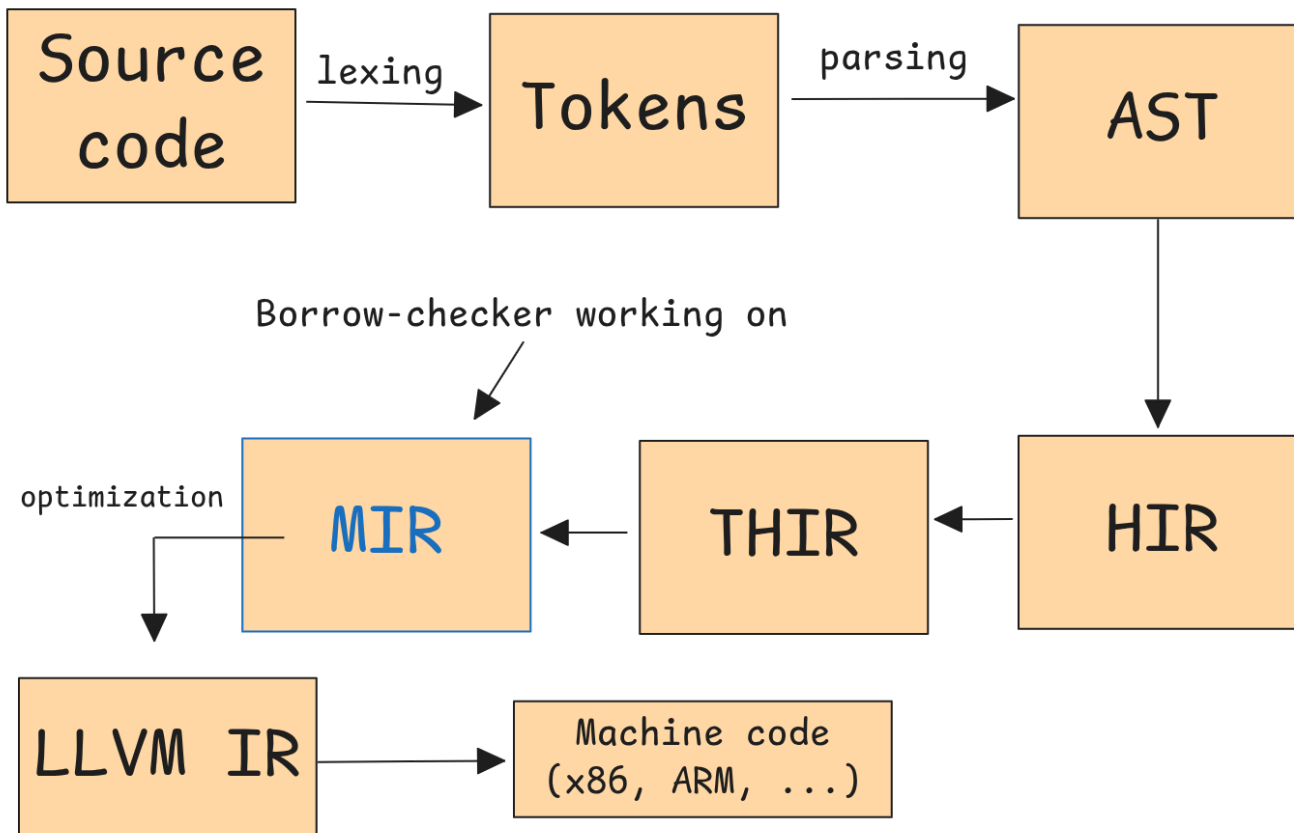 Source
code
lexing
Tokens
parsing
AST
Borrow-checker working on
optimization
MIR
THIR
HIR
LLVM IR
Machine code
(x86, ARM, ...)